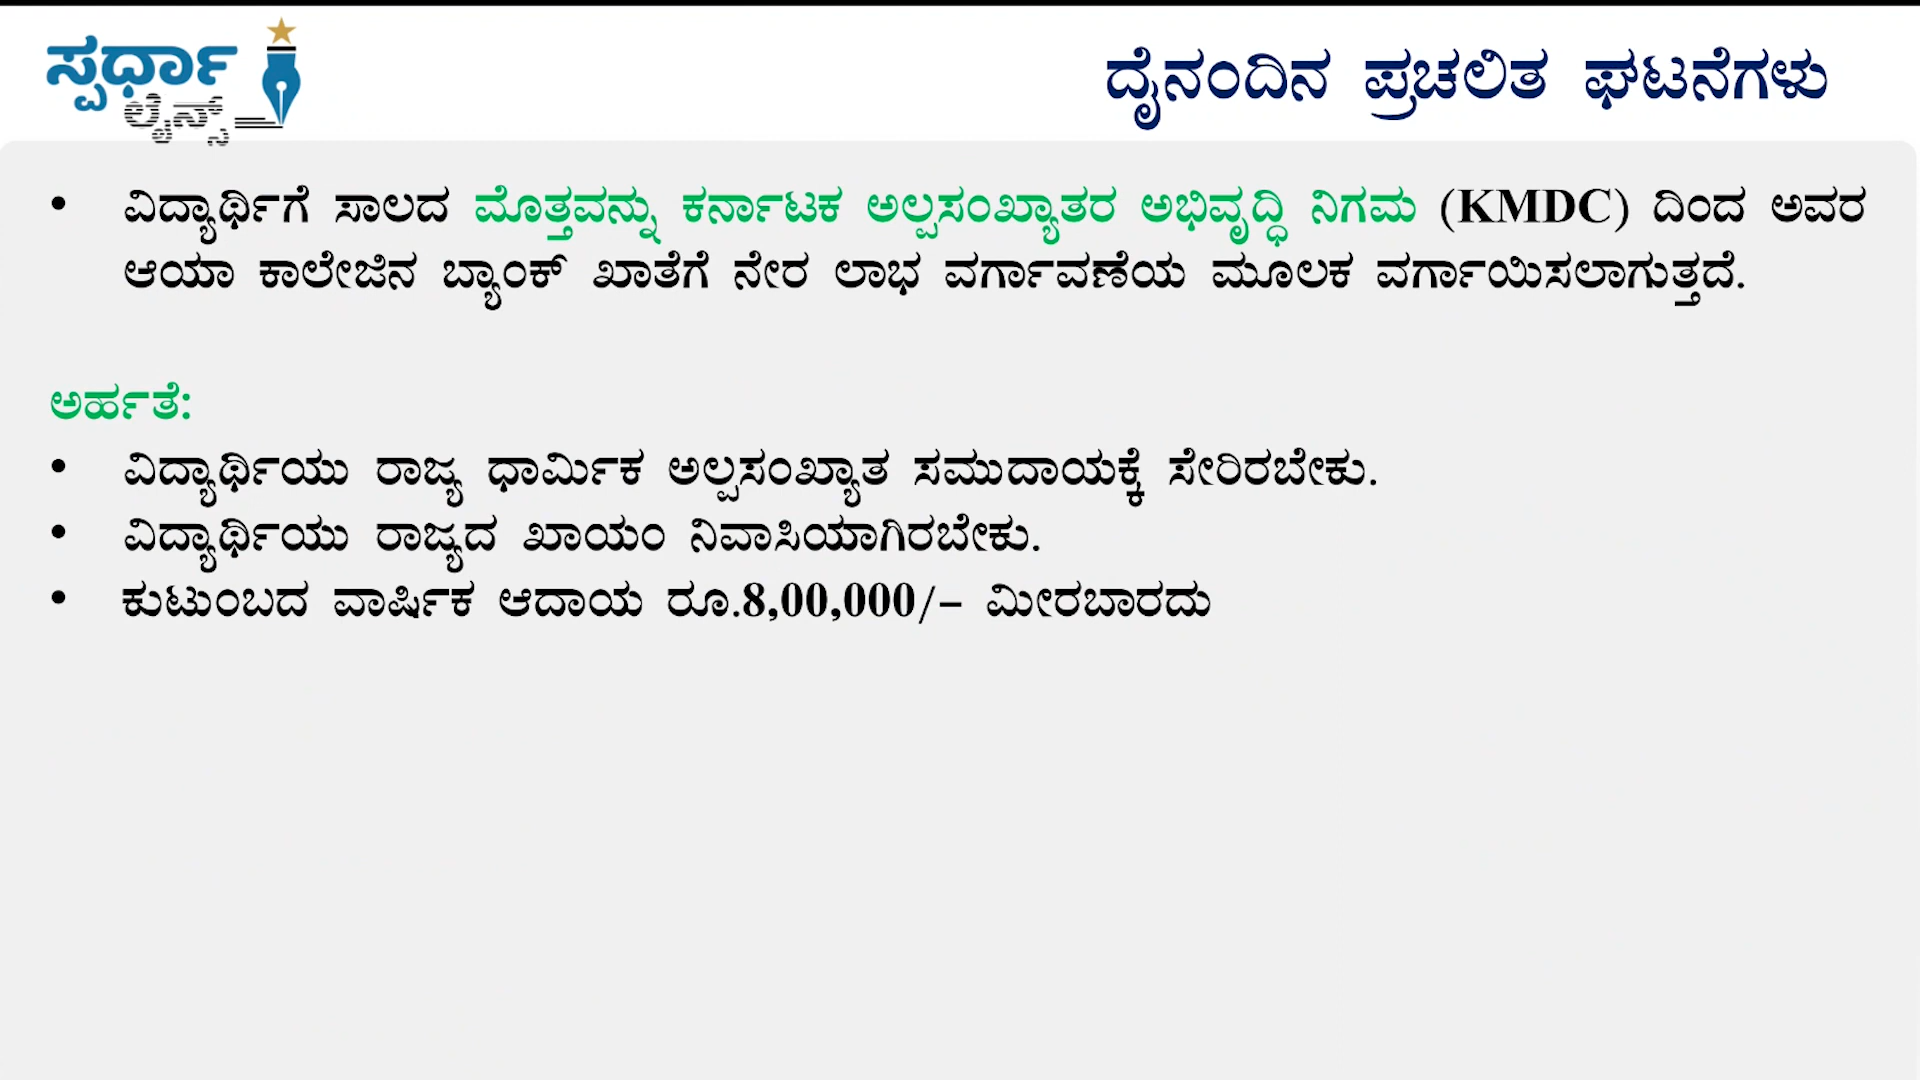 ಸ್ಪರ್ಧಾ
ಲೈನ್ಸ್
ದೈನಂದಿನ ಪ್ರಚಲಿತ ಘಟನೆಗಳು
• ವಿದ್ಯಾರ್ಥಿಗೆ ಸಾಲದ ಮೊತ್ತವನ್ನು ಕರ್ನಾಟಕ ಅಲ್ಪಸಂಖ್ಯಾತರ ಅಭಿವೃದ್ಧಿ ನಿಗಮ (KMDC) ದಿಂದ ಅವರ
ಆಯಾ ಕಾಲೇಜಿನ ಬ್ಯಾಂಕ್ ಖಾತೆಗೆ ನೇರ ಲಾಭ ವರ್ಗಾವಣೆಯ ಮೂಲಕ ವರ್ಗಾಯಿಸಲಾಗುತ್ತದೆ.
ಅರ್ಹತೆ:
• ವಿದ್ಯಾರ್ಥಿಯು ರಾಜ್ಯ ಧಾರ್ಮಿಕ ಅಲ್ಪಸಂಖ್ಯಾತ ಸಮುದಾಯಕ್ಕೆ ಸೇರಿರಬೇಕು.
• ವಿದ್ಯಾರ್ಥಿಯು ರಾಜ್ಯದ ಖಾಯಂ ನಿವಾಸಿಯಾಗಿರಬೇಕು.
• ಕುಟುಂಬದ ವಾರ್ಷಿಕ ಆದಾಯ ರೂ.8,00,000/- ಮೀರಬಾರದು